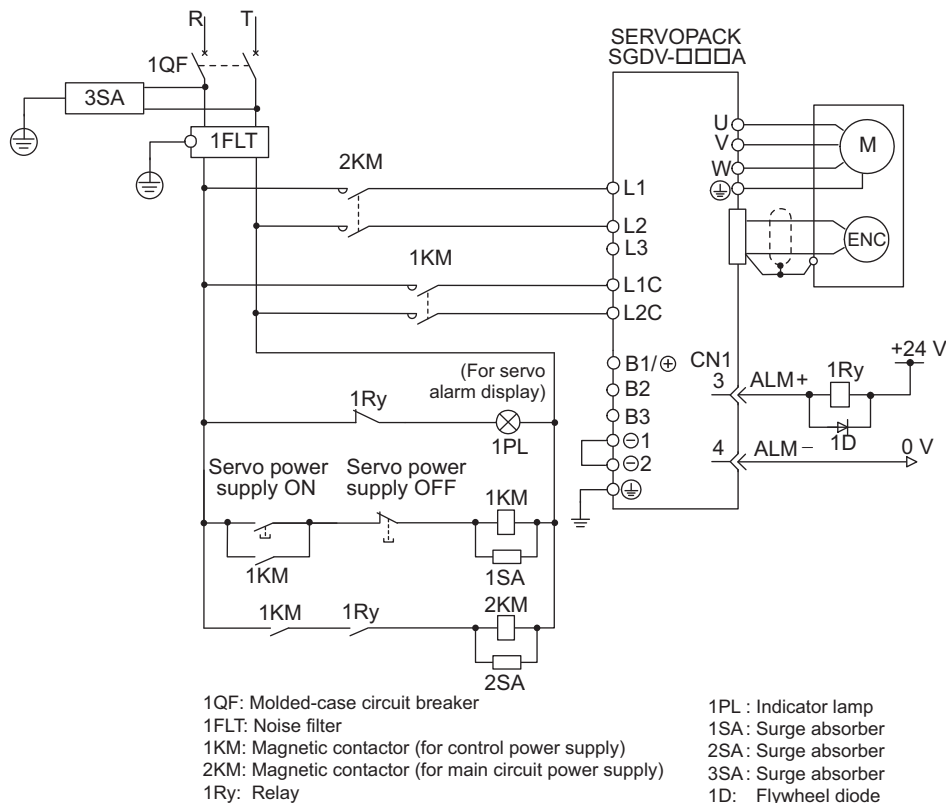 R T
SERVOPACK
SGDV-□□□A
1QF
3SA
1FLT
2KM
U
V
W
M
L1
L2
L3
ENC
1KM
L1C
L2C
(For servo
alarm display)
B1/⊕
CN1
+24 V
1Ry
3 ALM+
1Ry
B2
B3
1PL
1D
⊖1
4 ALM− 0 V
⊖2
Servo power
supply ON
Servo power
supply OFF
1KM
1KM
1SA
1KM 1Ry 2KM
2SA
1QF: Molded-case circuit breaker
1FLT: Noise filter
1KM: Magnetic contactor (for control power supply)
2KM: Magnetic contactor (for main circuit power supply)
1Ry: Relay
1PL : Indicator lamp
1SA : Surge absorber
2SA : Surge absorber
3SA : Surge absorber
1D: Flywheel diode